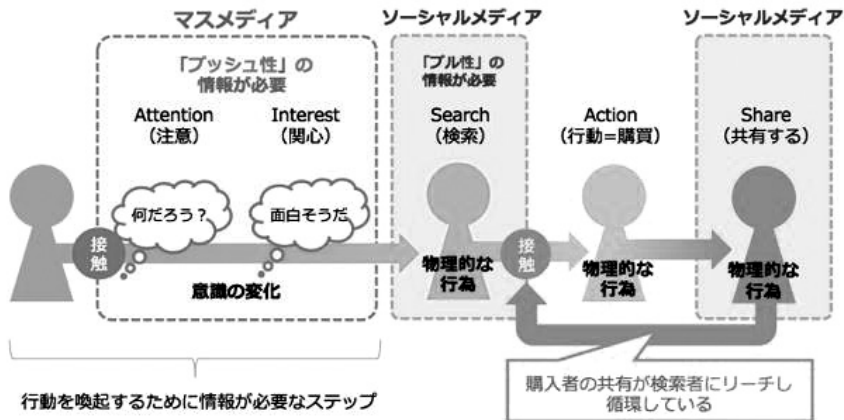 マスメディア
ソーシャルメディア
ソーシャルメディア
「プッシュ性」の
情報が必要
「プル性」の
情報が必要
Attention
（注意）
Interest
（関心）
Search
（検索）
Action
（行動=購買）
Share
（共有する）
何だろう？
面白そうだ
接触
接触
意識の変化
物理的な
行為
物理的な
行為
物理的な
行為
行動を喚起するために情報が必要なステップ
購入者の共有が検索者にリーチし
循環している